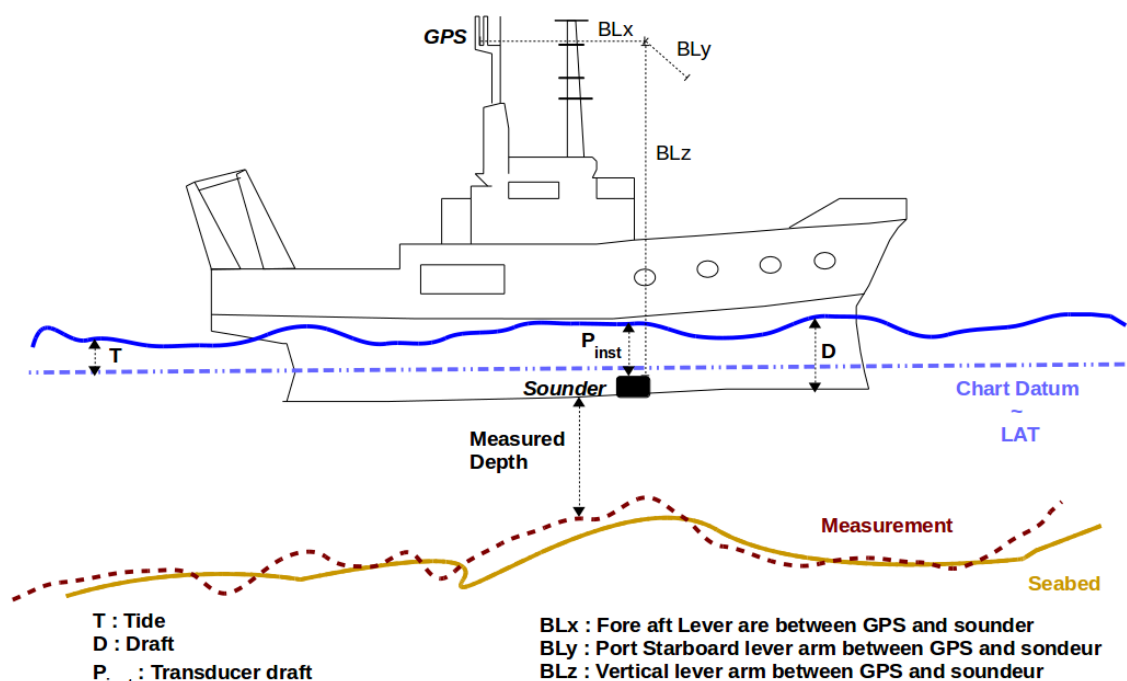 GPS
BLx
BLy
BLz
T
P
inst
D
Sounder
Chart Datum
~
LAT
Measured
Depth
Measurement
Seabed
T : Tide
D : Draft
P : Transducer draft
BLx : Fore aft Lever are between GPS and sounder
BLy : Port Starboard lever arm between GPS and sondeur
BLz : Vertical lever arm between GPS and soundeur